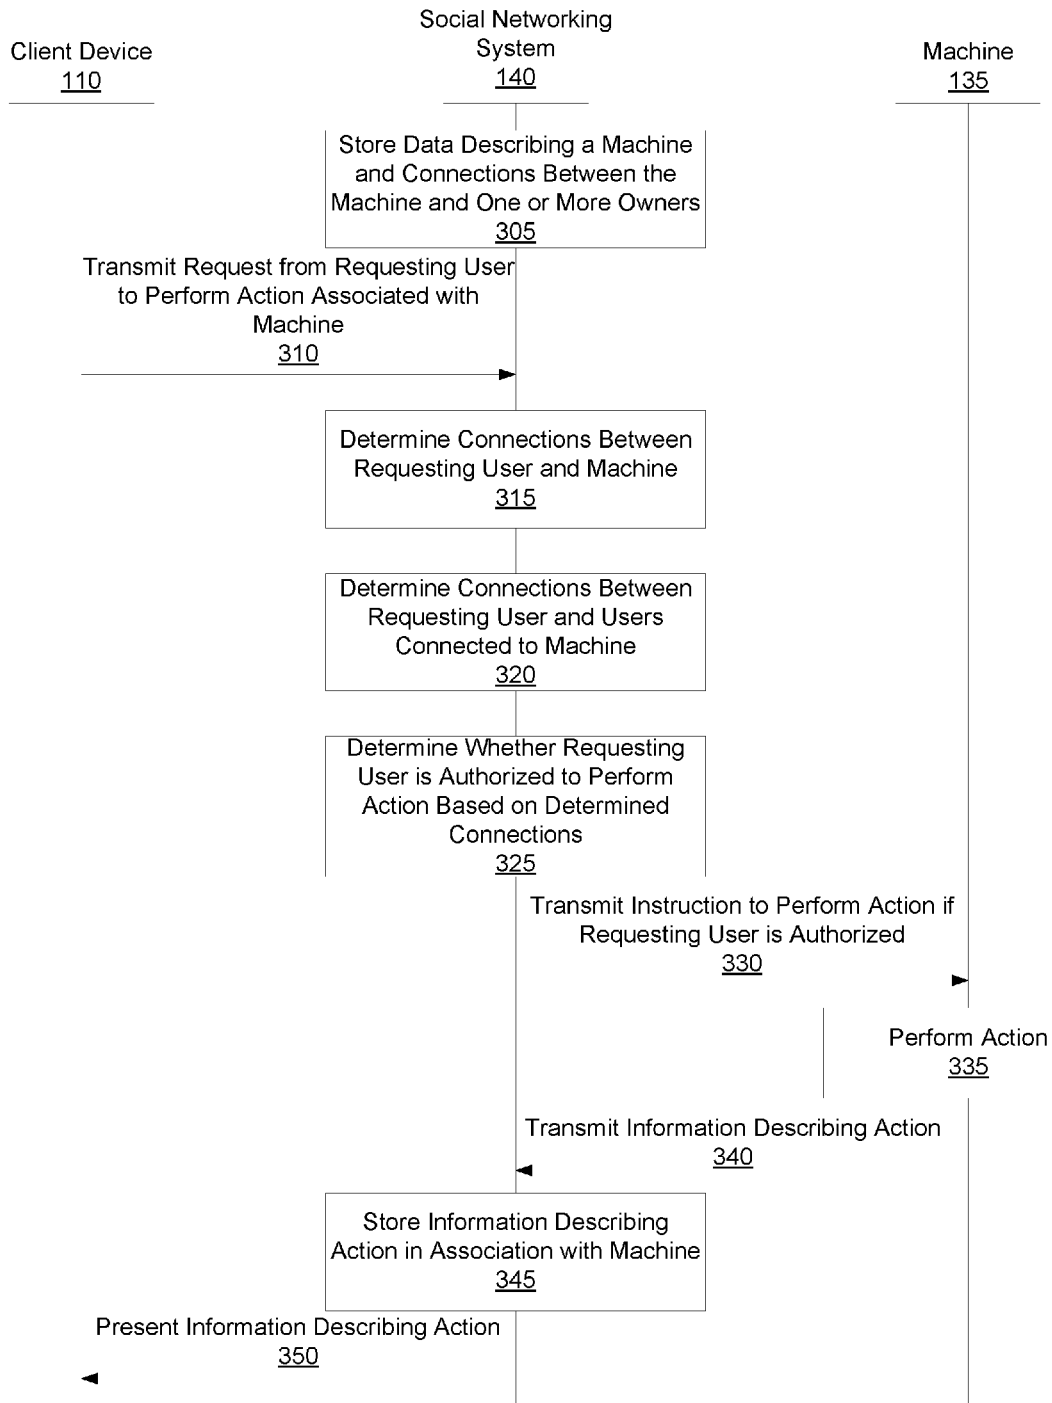 Client Device
110
Social Networking
System
140
Machine
135
Store Data Describing a Machine
and Connections Between the
Machine and One or More Owners
305
Transmit Request from Requesting User
to Perform Action Associated with
Machine
310
Determine Connections Between
Requesting User and Machine
315
Determine Connections Between
Requesting User and Users
Connected to Machine
320
Determine Whether Requesting
User is Authorized to Perform
Action Based on Determined
Connections
325
Transmit Instruction to Perform Action if
Requesting User is Authorized
330
Perform Action
335
Transmit Information Describing Action
340
Store Information Describing
Action in Association with Machine
345
Present Information Describing Action
350